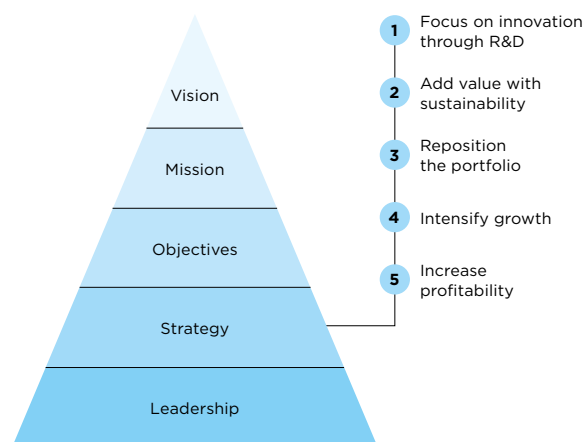 Vision
Mission
Objectives
Strategy
Leadership
1
Focus on innovation
through R&D
2
Add value with
sustainability
3
Reposition
the portfolio
4
Intensify growth
5
Increase
profitability